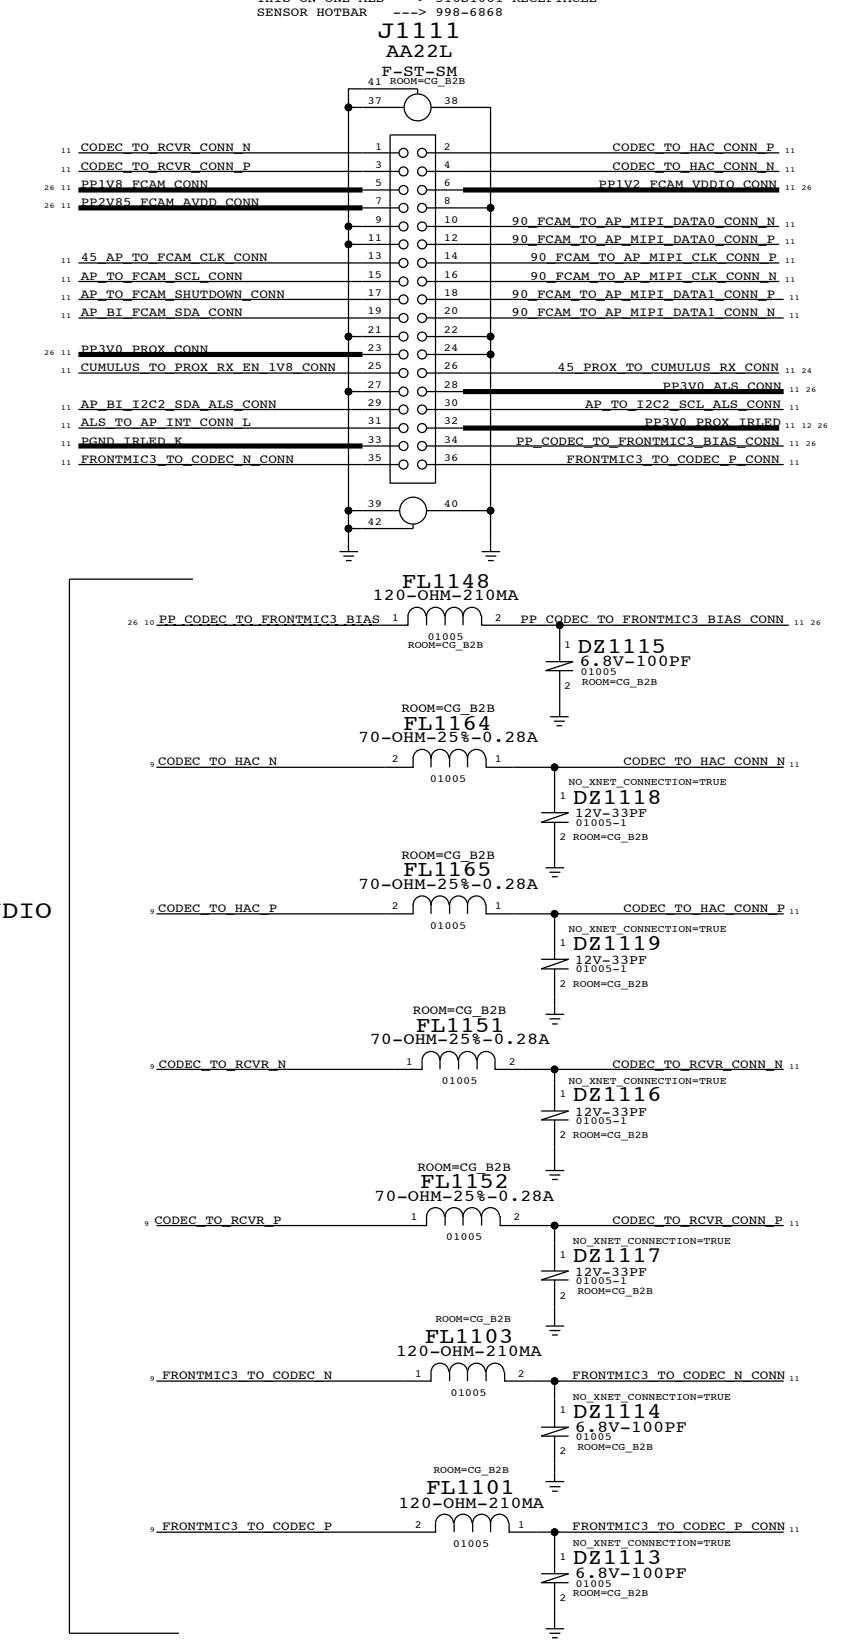 SENSOR HOTBAR ---> 998-6868
J1111
AA22L
F-ST-SM
41 ROOM=CG_B2B
37 38
11 CODEC_TO_RCVR_CONN_N 1 2 CODEC_TO_HAC_CONN_P 11
11 CODEC_TO_RCVR_CONN_P 3 4 CODEC_TO_HAC_CONN_N 11
26 11 PP1V8_FCAM_CONN 5 6 PP1V2_FCAM_VDDIO_CONN 11 26
26 11 PP2V85_FCAM_AVDD_CONN 7 8
9 10 90_FCAM_TO_AP_MIPI_DATA0_CONN_N 11
11 12 90_FCAM_TO_AP_MIPI_DATA0_CONN_P 11
11 45_AP_TO_FCAM_CLK_CONN 13 14 90_FCAM_TO_AP_MIPI_CLK_CONN_P 11
11 AP_TO_FCAM_SCL_CONN 15 16 90_FCAM_TO_AP_MIPI_CLK_CONN_N 11
11 AP_TO_FCAM_SHUTDOWN_CONN 17 18 90_FCAM_TO_AP_MIPI_DATA1_CONN_P 11
11 AP_BI_FCAM_SDA_CONN 19 20 90_FCAM_TO_AP_MIPI_DATA1_CONN_N 11
21 22
26 11 PP3V0_PROX_CONN 23 24
11 CUMULUS_TO_PROX_RX_EN_1V8_CONN 25 26 45_PROX_TO_CUMULUS_RX_CONN 11 24
27 28 PP3V0_ALS_CONN 11 26
11 AP_BI_I2C2_SDA_ALS_CONN 29 30 AP_TO_I2C2_SCL_ALS_CONN 11
11 ALS_TO_AP_INT_CONN_L 31 32 PP3V0_PROX_IRLED 11 12 26
11 PGND_IRLED_K 33 34 PP_CODEC_TO_FRONTMIC3_BIAS_CONN 11 26
11 FRONTMIC3_TO_CODEC_N_CONN 35 36 FRONTMIC3_TO_CODEC_P_CONN 11
39 40
42
FL1148
120-OHM-210MA
26 10 PP_CODEC_TO_FRONTMIC3_BIAS 1 2 PP_CODEC_TO_FRONTMIC3_BIAS_CONN 11 26
01005
ROOM=CG_B2B
1 DZ1115
6.8V-100PF
01005
2 ROOM=CG_B2B
ROOM=CG_B2B
FL1164
70-OHM-25%-0.28A
9 CODEC_TO_HAC_N 2 1 CODEC_TO_HAC_CONN_N 11
01005
NO_XNET_CONNECTION=TRUE
1 DZ1118
12V-33PF
01005-1
2 ROOM=CG_B2B
ROOM=CG_B2B
FL1165
70-OHM-25%-0.28A
DIO
9 CODEC_TO_HAC_P 2 1 CODEC_TO_HAC_CONN_P 11
01005
NO_XNET_CONNECTION=TRUE
1 DZ1119
12V-33PF
01005-1
2 ROOM=CG_B2B
ROOM=CG_B2B
FL1151
70-OHM-25%-0.28A
9 CODEC_TO_RCVR_N 1 2 CODEC_TO_RCVR_CONN_N 11
01005
NO_XNET_CONNECTION=TRUE
1 DZ1116
12V-33PF
01005-1
2 ROOM=CG_B2B
ROOM=CG_B2B
FL1152
70-OHM-25%-0.28A
9 CODEC_TO_RCVR_P 1 2 CODEC_TO_RCVR_CONN_P 11
01005
NO_XNET_CONNECTION=TRUE
1 DZ1117
12V-33PF
01005-1
2 ROOM=CG_B2B
ROOM=CG_B2B
FL1103
120-OHM-210MA
9 FRONTMIC3_TO_CODEC_N 1 2 FRONTMIC3_TO_CODEC_N_CONN 11
01005
NO_XNET_CONNECTION=TRUE
1 DZ1114
6.8V-100PF
01005
2 ROOM=CG_B2B
ROOM=CG_B2B
FL1101
120-OHM-210MA
9 FRONTMIC3_TO_CODEC_P 2 1 FRONTMIC3_TO_CODEC_P_CONN 11
01005
NO_XNET_CONNECTION=TRUE
1 DZ1113
6.8V-100PF
01005
2 ROOM=CG_B2B